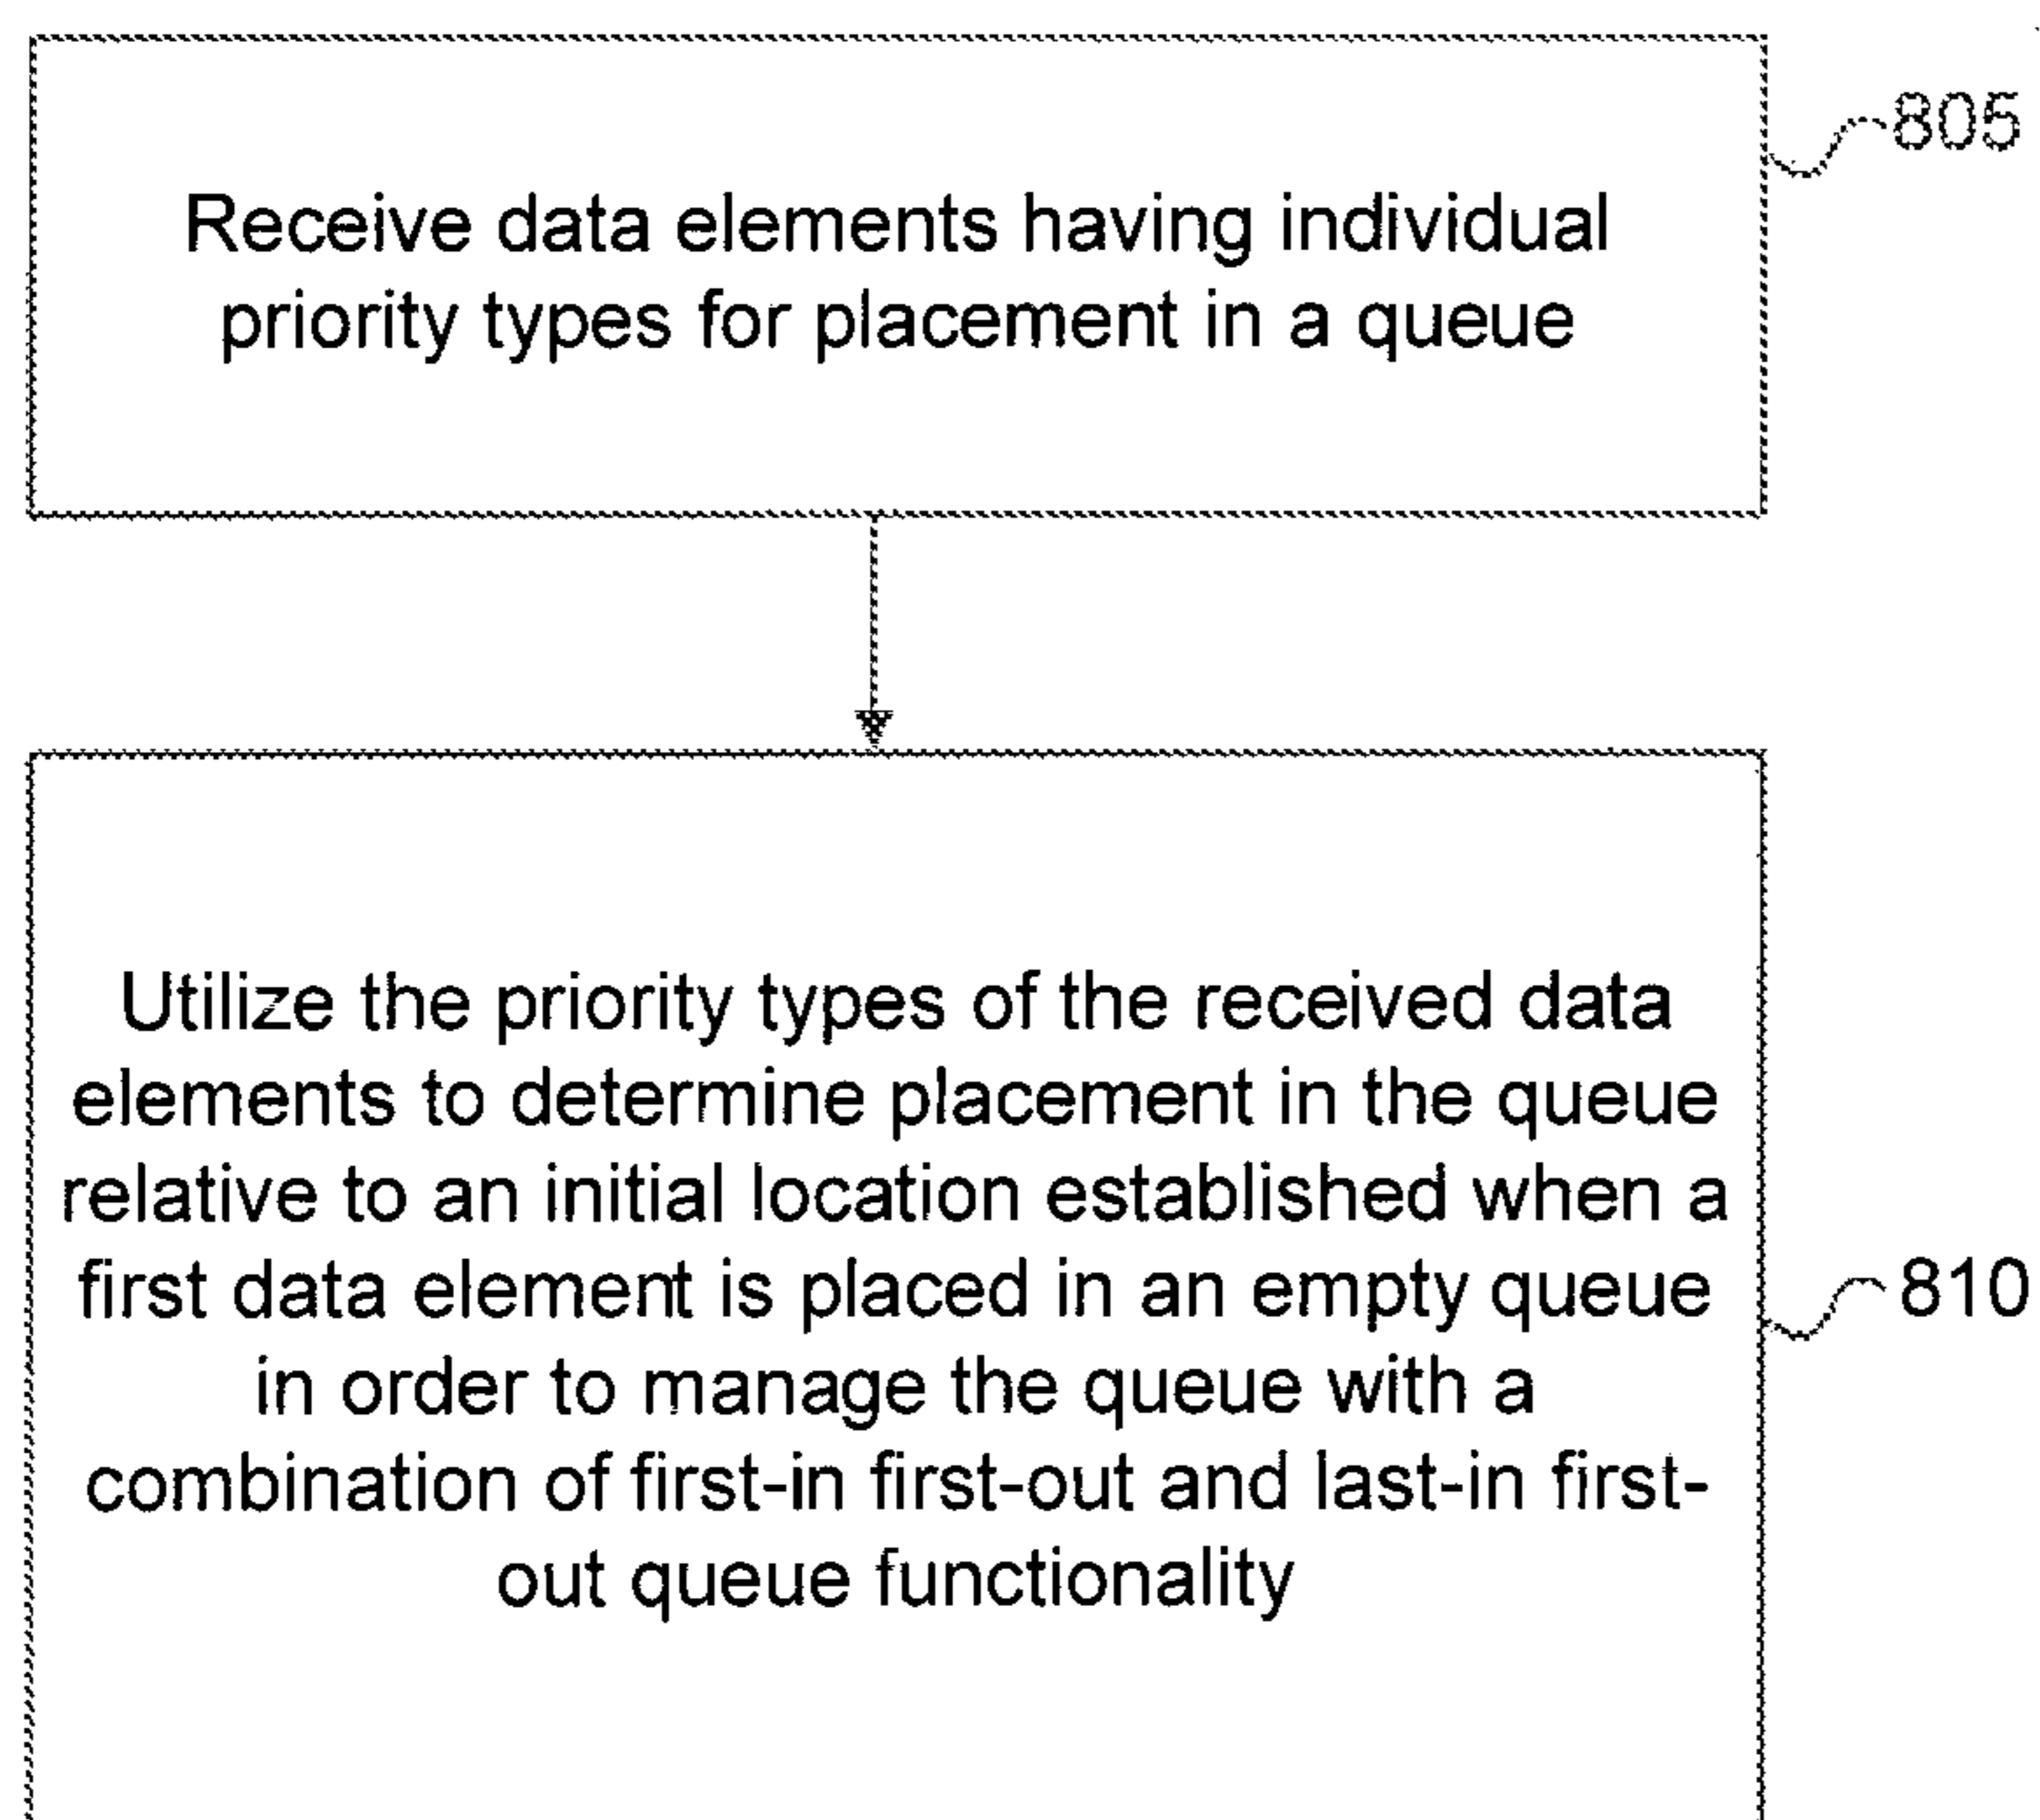 805
Receive data elements having individual
priority types for placement in a queue
Utilize the priority types of the received data
elements to determine placement in the queue
relative to an initial location established when a
first data element is placed in an empty queue
in order to manage the queue with a
combination of first-in first-out and last-in first-
out queue functionality
810